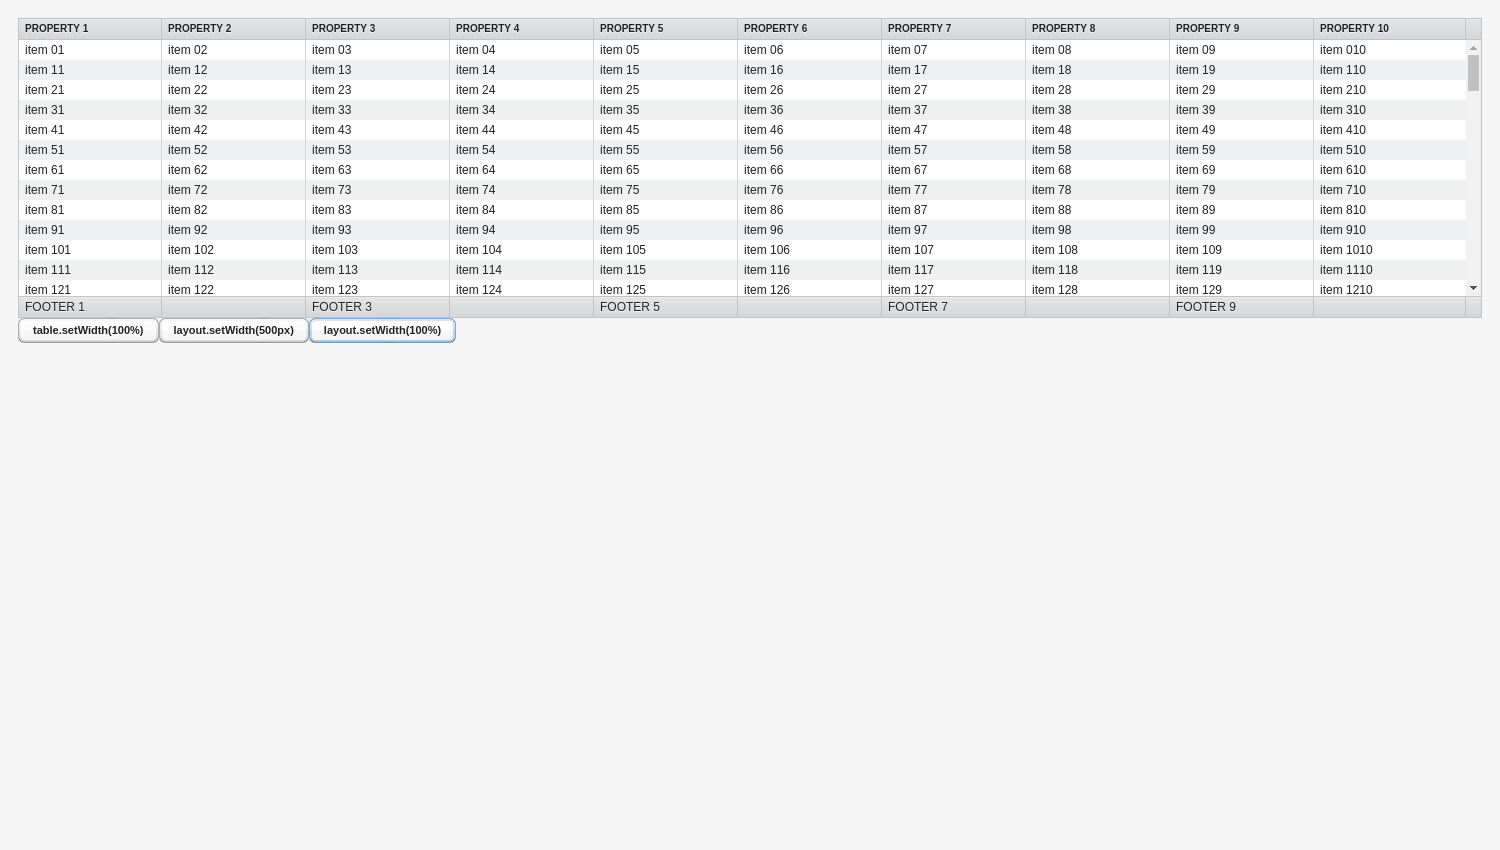 PROPERTY 1 PROPERTY 2 PROPERTY 3 PROPERTY 4 PROPERTY 5 PROPERTY 6 PROPERTY 7 PROPERTY 8 PROPERTY 9 PROPERTY 10
item 01 item 02 item 03 item 04 item 05 item 06 item 07 item 08 item 09 item 010
item 11 item 12 item 13 item 14 item 15 item 16 item 17 item 18 item 19 item 110
item 21 item 22 item 23 item 24 item 25 item 26 item 27 item 28 item 29 item 210
item 31 item 32 item 33 item 34 item 35 item 36 item 37 item 38 item 39 item 310
item 41 item 42 item 43 item 44 item 45 item 46 item 47 item 48 item 49 item 410
item 51 item 52 item 53 item 54 item 55 item 56 item 57 item 58 item 59 item 510
item 61 item 62 item 63 item 64 item 65 item 66 item 67 item 68 item 69 item 610
item 71 item 72 item 73 item 74 item 75 item 76 item 77 item 78 item 79 item 710
item 81 item 82 item 83 item 84 item 85 item 86 item 87 item 88 item 89 item 810
item 91 item 92 item 93 item 94 item 95 item 96 item 97 item 98 item 99 item 910
item 101 item 102 item 103 item 104 item 105 item 106 item 107 item 108 item 109 item 1010
item 111 item 112 item 113 item 114 item 115 item 116 item 117 item 118 item 119 item 1110
item 121 item 122 item 123 item 124 item 125 item 126 item 127 item 128 item 129 item 1210
FOOTER 1 FOOTER 3 FOOTER 5 FOOTER 7 FOOTER 9
table.setWidth(100%) layout.setWidth(500px) layout.setWidth(100%)